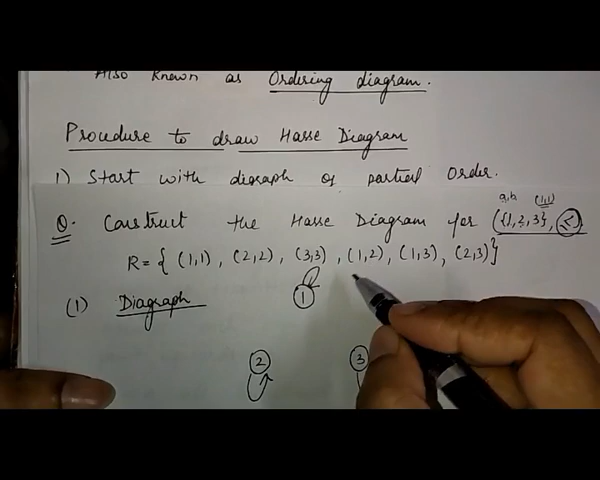 Also known as Ordering diagram.
Procedure to draw Hasse Diagram
1) Start with digraph of partial Order.
a,b (1,1)
Q. Construct the Hasse Diagram for ({1,2,3}, ≤)
R = { (1,1) , (2,2) , (3,3) , (1,2) , (1,3) , (2,3)}
(1) Diagraph
1
2 3